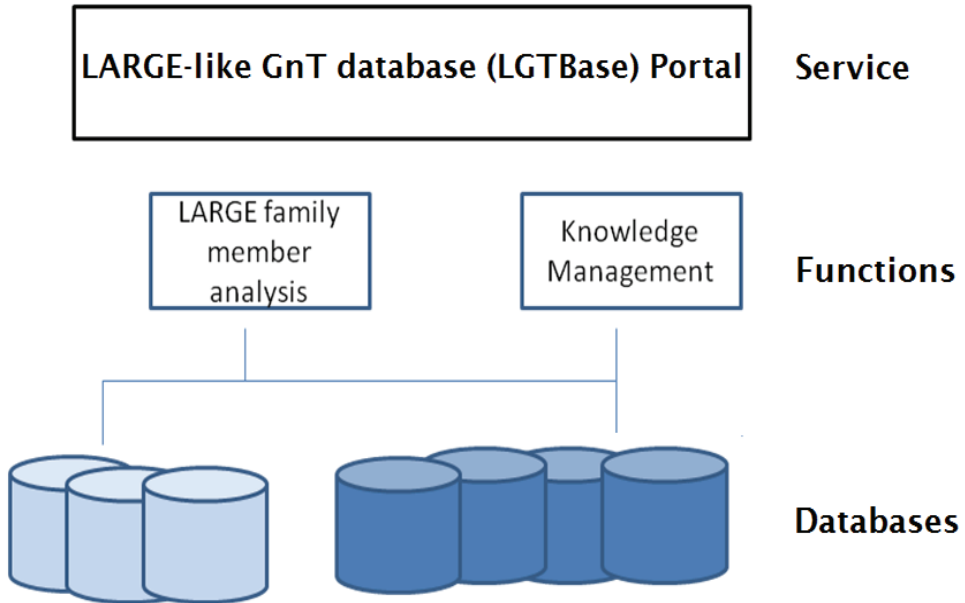 LARGE-like GnT database (LGTBase) Portal
Service
LARGE family
member
analysis
Knowledge
Management
Functions
Databases